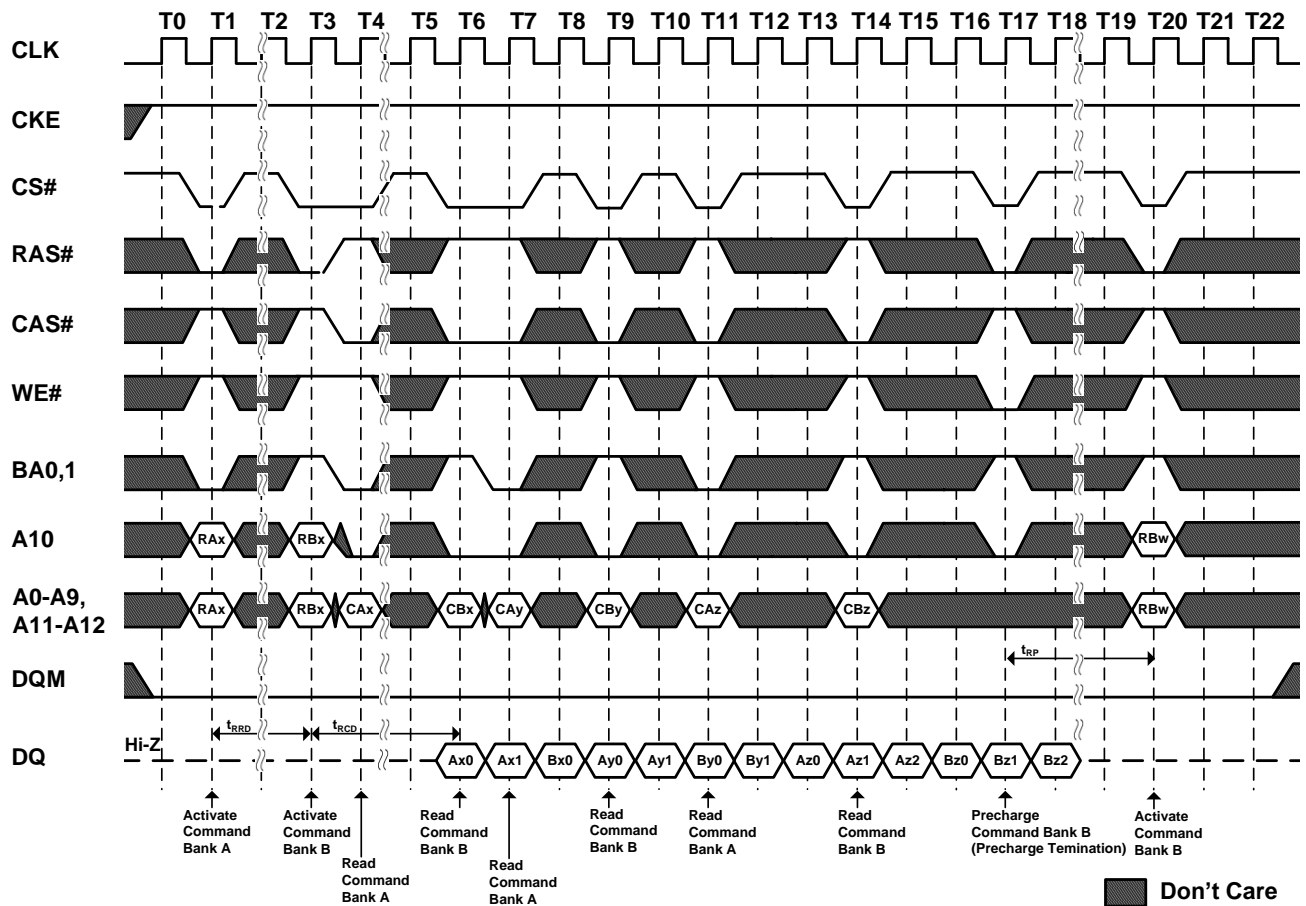 T0 T1 T2 T3 T4 T5 T6 T7 T8 T9 T10 T11 T12 T13 T14 T15 T16 T17 T18 T19 T20 T21 T22
CLK
CKE
CS#
RAS#
CAS#
WE#
BA0,1
A10
RAx RBx RBw
A0-A9,
A11-A12
RAx RBx CAx CBx CAy CBy CAz CBz RBw
tRP
DQM
tRRD tRCD
Hi-Z
DQ
Ax0 Ax1 Bx0 Ay0 Ay1 By0 By1 Az0 Az1 Az2 Bz0 Bz1 Bz2
Activate
Command
Bank A
Activate
Command
Bank B
Read
Command
Bank A
Read
Command
Bank B
Read
Command
Bank A
Read
Command
Bank B
Read
Command
Bank A
Read
Command
Bank B
Precharge
Command Bank B
(Precharge Temination)
Activate
Command
Bank B
Don't Care